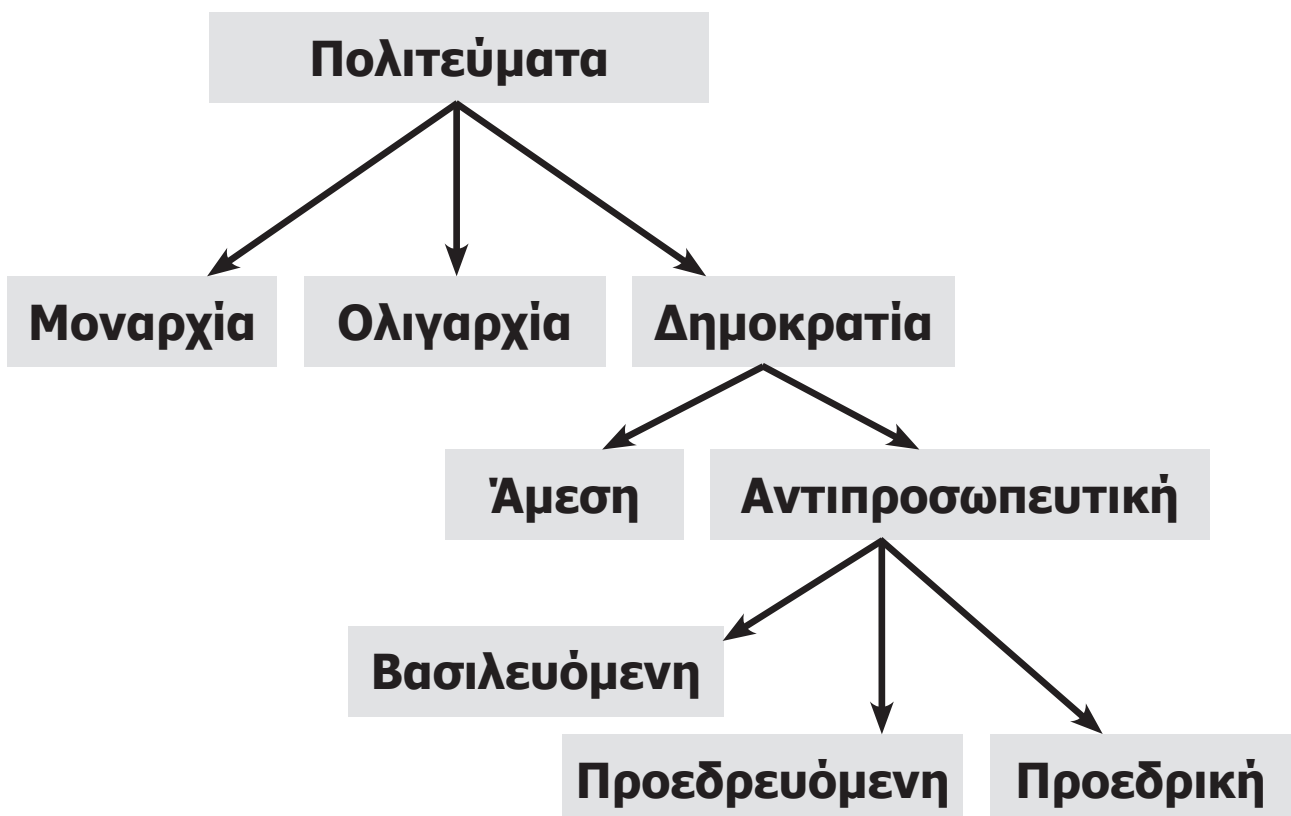 Πολιτεύματα
Μοναρχία Ολιγαρχία Δημοκρατία
Άμεση Αντιπροσωπευτική
Βασιλευόμενη
Προεδρευόμενη Προεδρική